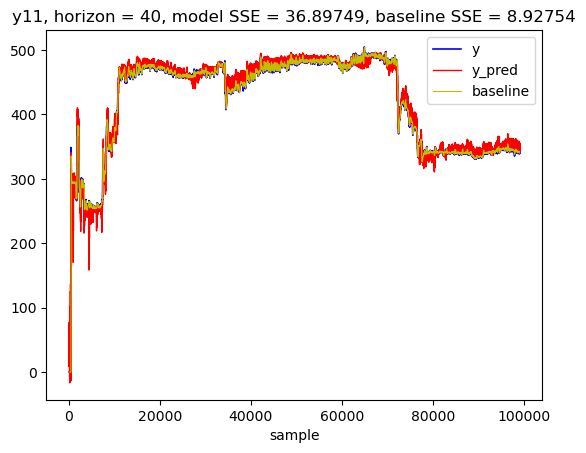 y11, horizon = 40, model SSE = 36.89749, baseline SSE = 8.92754
y
y_pred
baseline
500
400
300
200
100
0
0 20000 40000 60000 80000 100000
sample